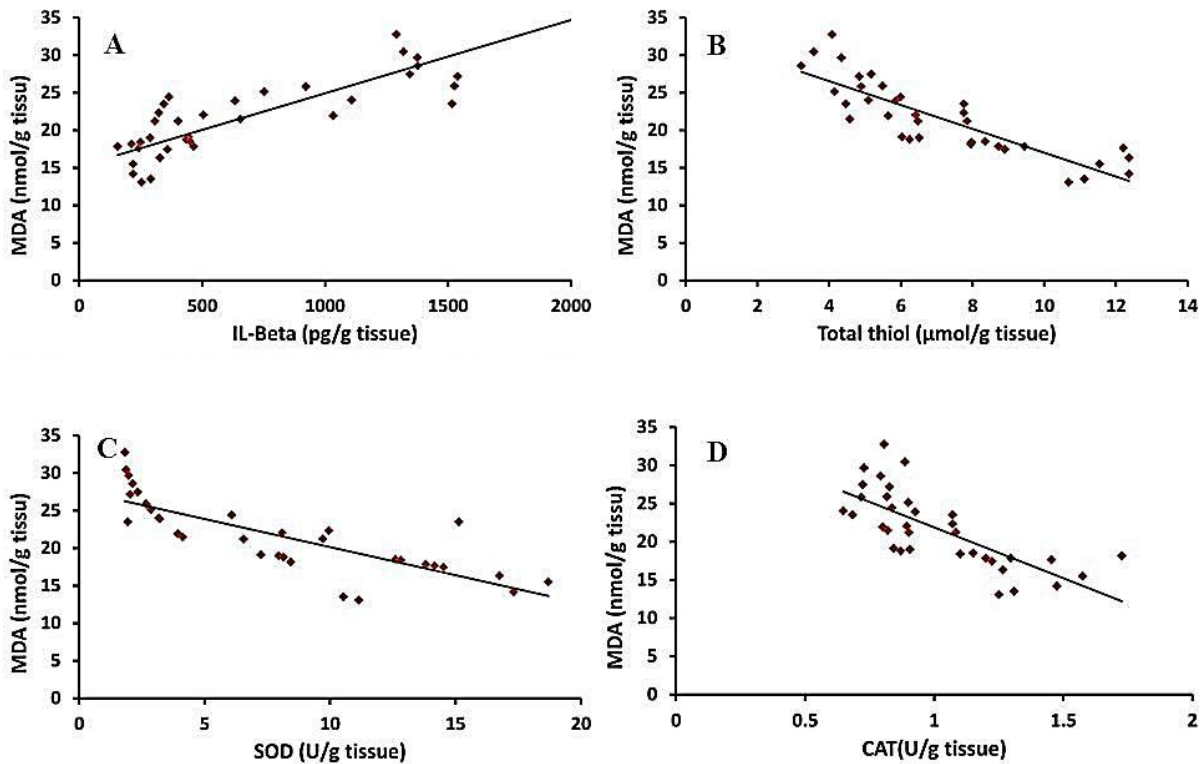 A
MDA (nmol/g tissu)
35
30
25
20
15
10
5
0
0 500 1000 1500 2000
IL-Beta (pg/g tissue)
B
MDA (nmol/g tissu)
35
30
25
20
15
10
5
0
0 2 4 6 8 10 12 14
Total thiol (μmol/g tissue)
C
MDA (nmol/g tissu)
35
30
25
20
15
10
5
0
0 5 10 15 20
SOD (U/g tissue)
D
MDA (nmol/g tissu)
35
30
25
20
15
10
5
0
0 0.5 1 1.5 2
CAT(U/g tissue)